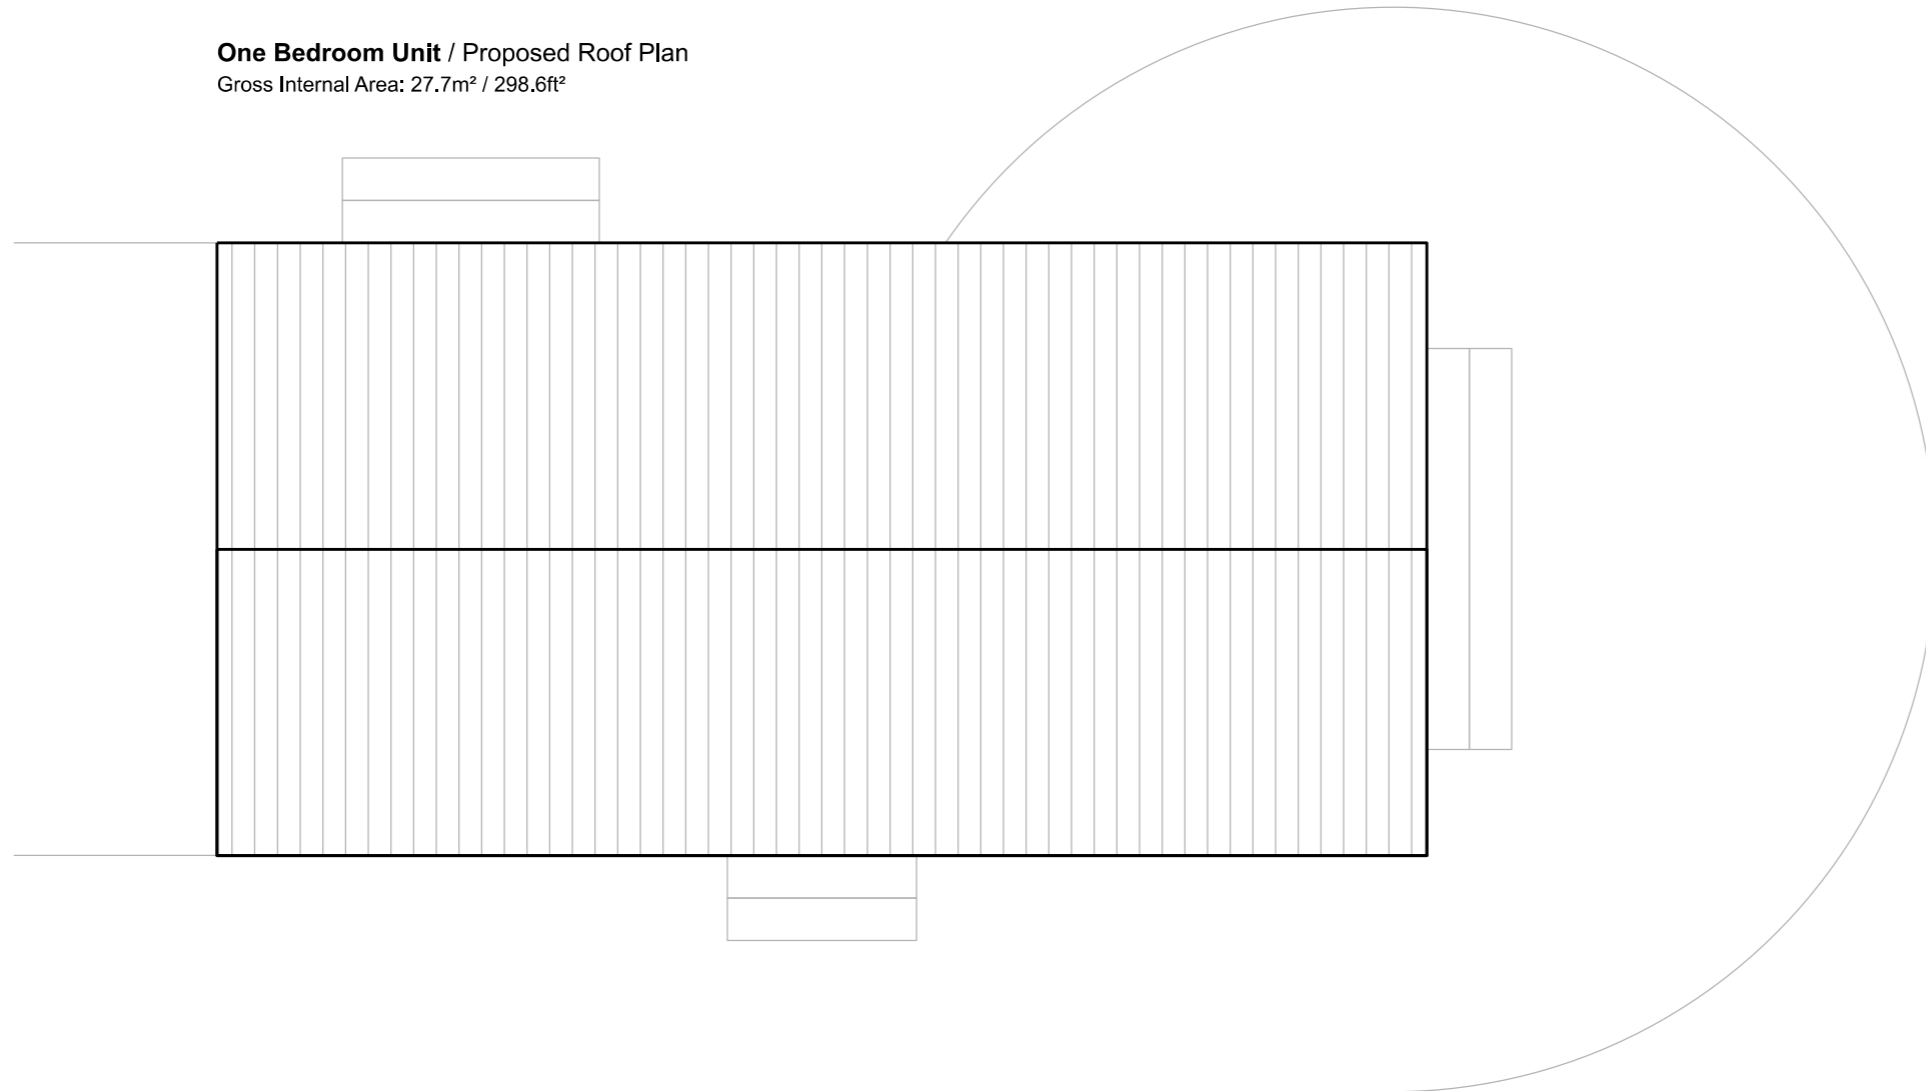 One Bedroom Unit / Proposed Roof Plan
Gross Internal Area: 27.7m² / 298.6ft²